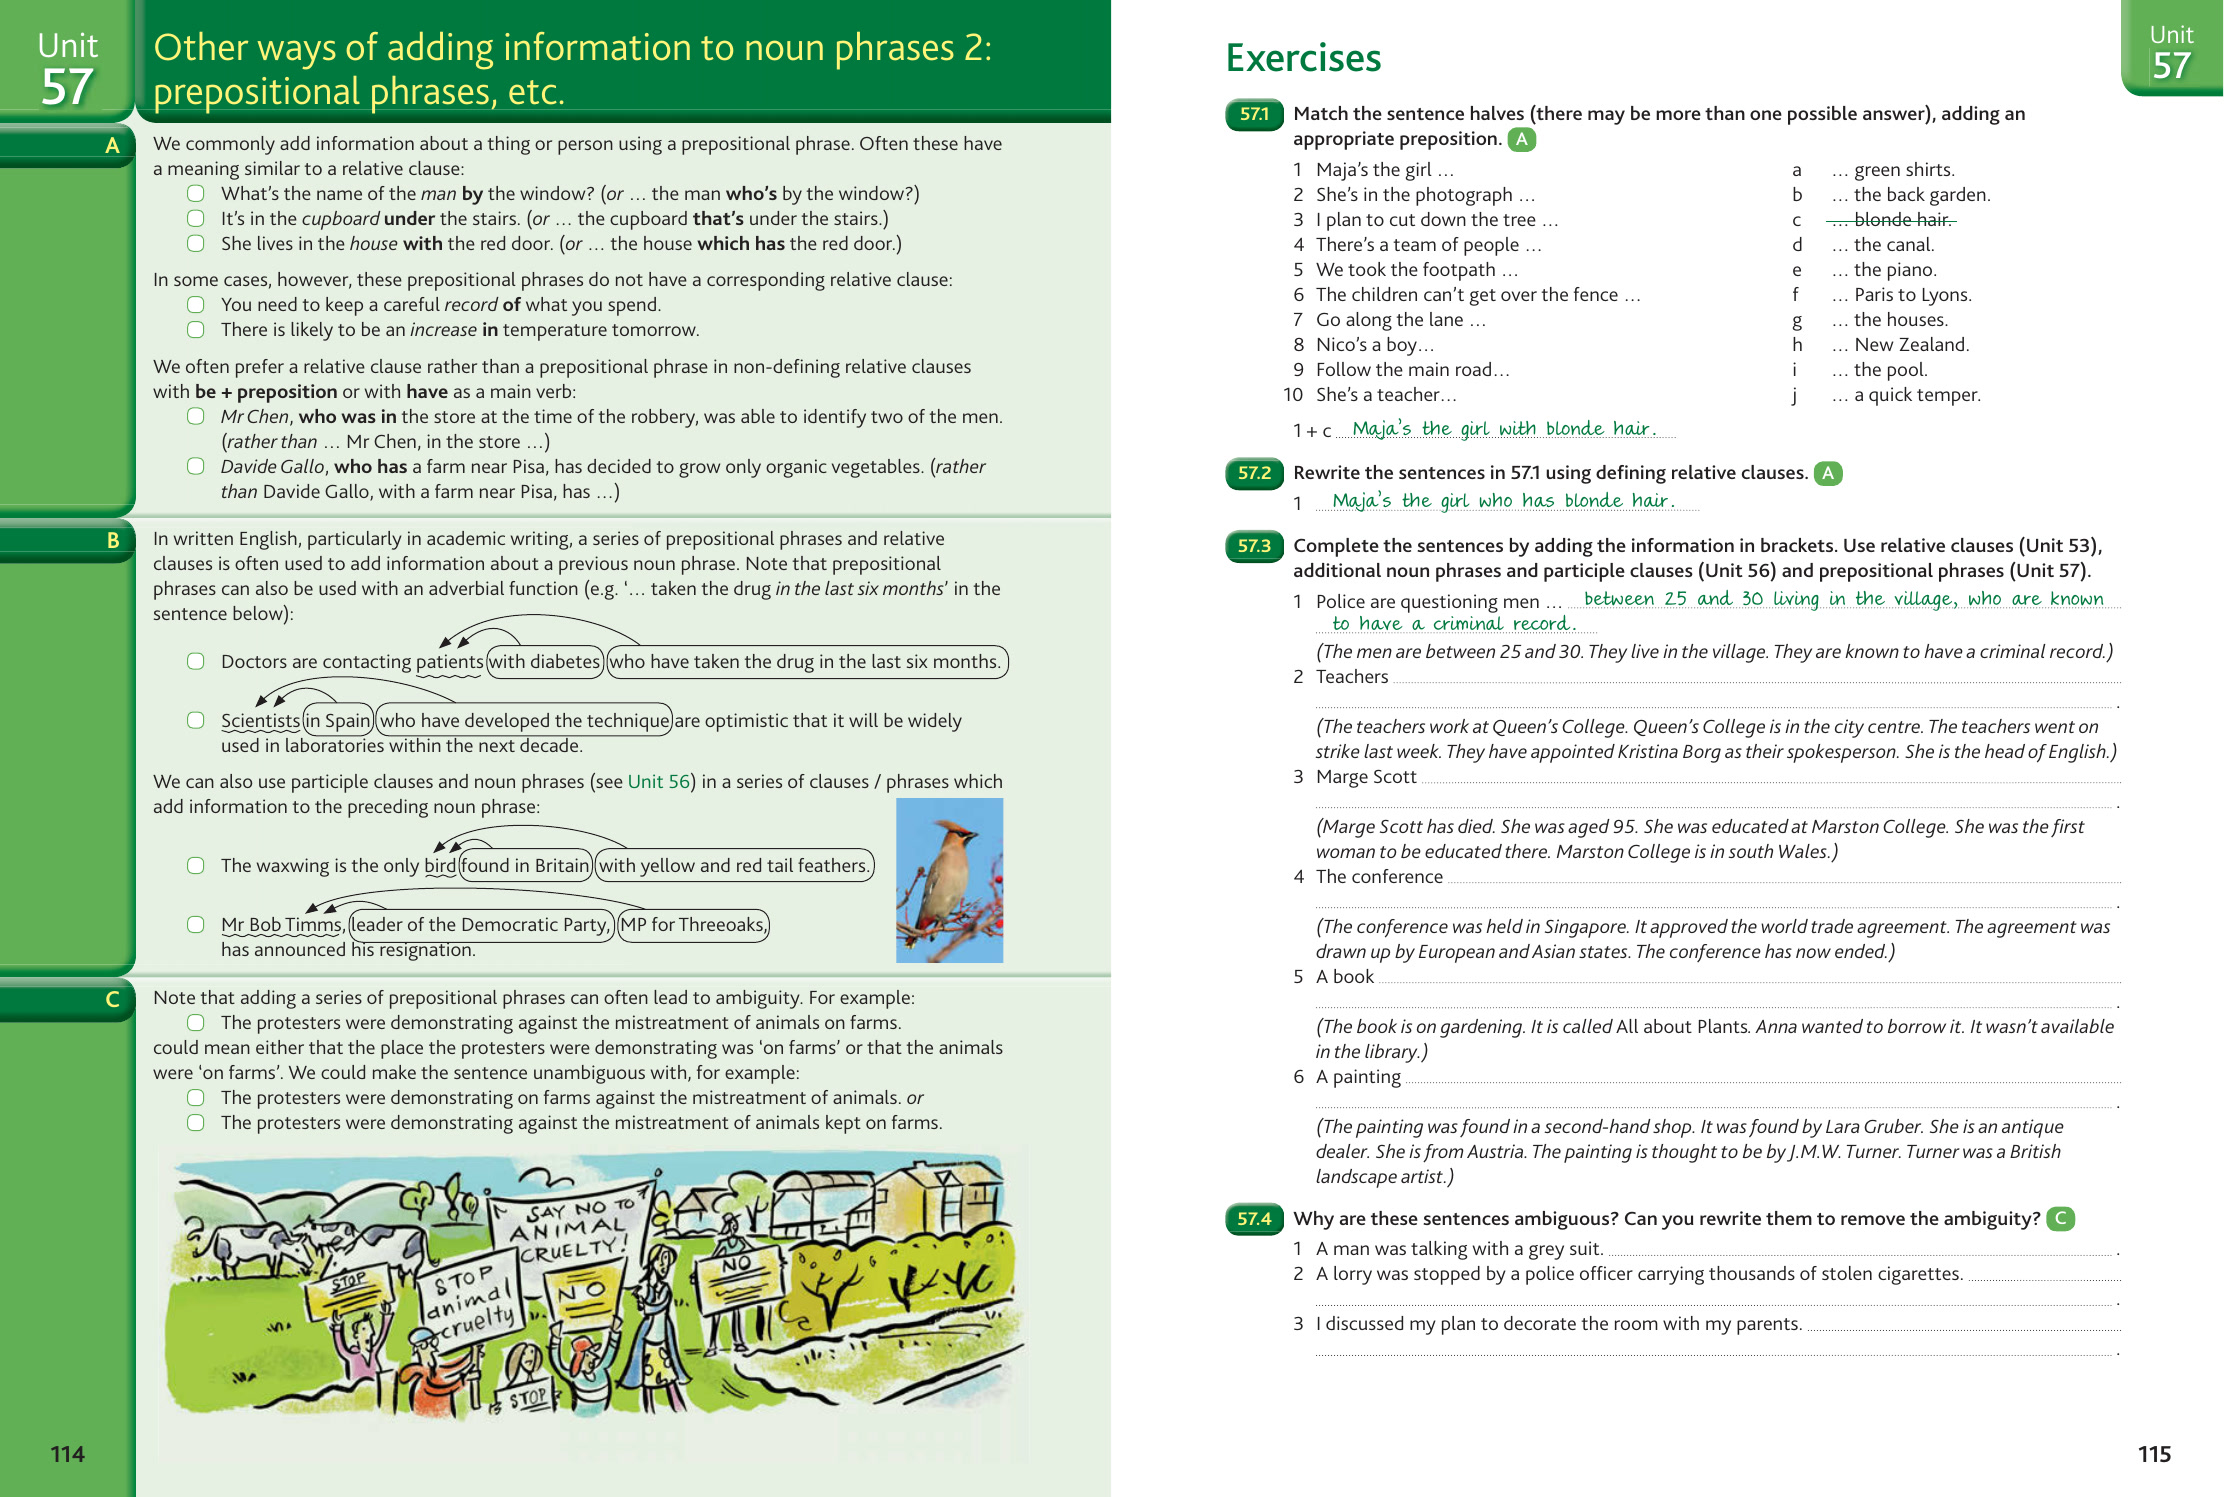 Unit
57
Other ways of adding information to noun phrases 2:
prepositional phrases, etc.
A
We commonly add information about a thing or person using a prepositional phrase. Often these have
a meaning similar to a relative clause:
What's the name of the man by the window? (or … the man who's by the window?)
It's in the cupboard under the stairs. (or … the cupboard that's under the stairs.)
She lives in the house with the red door. (or … the house which has the red door.)
In some cases, however, these prepositional phrases do not have a corresponding relative clause:
You need to keep a careful record of what you spend.
There is likely to be an increase in temperature tomorrow.
We often prefer a relative clause rather than a prepositional phrase in non-defining relative clauses
with be + preposition or with have as a main verb:
Mr Chen, who was in the store at the time of the robbery, was able to identify two of the men.
(rather than … Mr Chen, in the store …)
Davide Gallo, who has a farm near Pisa, has decided to grow only organic vegetables. (rather
than Davide Gallo, with a farm near Pisa, has …)
B
In written English, particularly in academic writing, a series of prepositional phrases and relative
clauses is often used to add information about a previous noun phrase. Note that prepositional
phrases can also be used with an adverbial function (e.g. '… taken the drug in the last six months' in the
sentence below):
Doctors are contacting patients with diabetes who have taken the drug in the last six months.
Scientists in Spain who have developed the technique are optimistic that it will be widely
used in laboratories within the next decade.
We can also use participle clauses and noun phrases (see Unit 56) in a series of clauses / phrases which
add information to the preceding noun phrase:
The waxwing is the only bird found in Britain with yellow and red tail feathers.
Mr Bob Timms, leader of the Democratic Party, MP for Threeoaks,
has announced his resignation.
C
Note that adding a series of prepositional phrases can often lead to ambiguity. For example:
The protesters were demonstrating against the mistreatment of animals on farms.
could mean either that the place the protesters were demonstrating was 'on farms' or that the animals
were 'on farms'. We could make the sentence unambiguous with, for example:
The protesters were demonstrating on farms against the mistreatment of animals. or
The protesters were demonstrating against the mistreatment of animals kept on farms.
SAY NO TO
ANIMAL
CRUELTY!
STOP
STOP
animal
cruelty
NO
NO
STOP
114
Exercises
Unit
57
57.1 Match the sentence halves (there may be more than one possible answer), adding an
appropriate preposition. A
1 Maja's the girl … a … green shirts.
2 She's in the photograph … b … the back garden.
3 I plan to cut down the tree … c … blonde hair.
4 There's a team of people … d … the canal.
5 We took the footpath … e … the piano.
6 The children can't get over the fence … f … Paris to Lyons.
7 Go along the lane … g … the houses.
8 Nico's a boy… h … New Zealand.
9 Follow the main road… i … the pool.
10 She's a teacher… j … a quick temper.
1 + c Maja's the girl with blonde hair.
57.2 Rewrite the sentences in 57.1 using defining relative clauses. A
1 Maja's the girl who has blonde hair.
57.3 Complete the sentences by adding the information in brackets. Use relative clauses (Unit 53),
additional noun phrases and participle clauses (Unit 56) and prepositional phrases (Unit 57).
1 Police are questioning men … between 25 and 30 living in the village, who are known
to have a criminal record.
(The men are between 25 and 30. They live in the village. They are known to have a criminal record.)
2 Teachers
.
(The teachers work at Queen's College. Queen's College is in the city centre. The teachers went on
strike last week. They have appointed Kristina Borg as their spokesperson. She is the head of English.)
3 Marge Scott
.
(Marge Scott has died. She was aged 95. She was educated at Marston College. She was the first
woman to be educated there. Marston College is in south Wales.)
4 The conference
.
(The conference was held in Singapore. It approved the world trade agreement. The agreement was
drawn up by European and Asian states. The conference has now ended.)
5 A book
.
(The book is on gardening. It is called All about Plants. Anna wanted to borrow it. It wasn't available
in the library.)
6 A painting
.
(The painting was found in a second-hand shop. It was found by Lara Gruber. She is an antique
dealer. She is from Austria. The painting is thought to be by J.M.W. Turner. Turner was a British
landscape artist.)
57.4 Why are these sentences ambiguous? Can you rewrite them to remove the ambiguity? C
1 A man was talking with a grey suit. .
2 A lorry was stopped by a police officer carrying thousands of stolen cigarettes.
.
3 I discussed my plan to decorate the room with my parents.
.
115